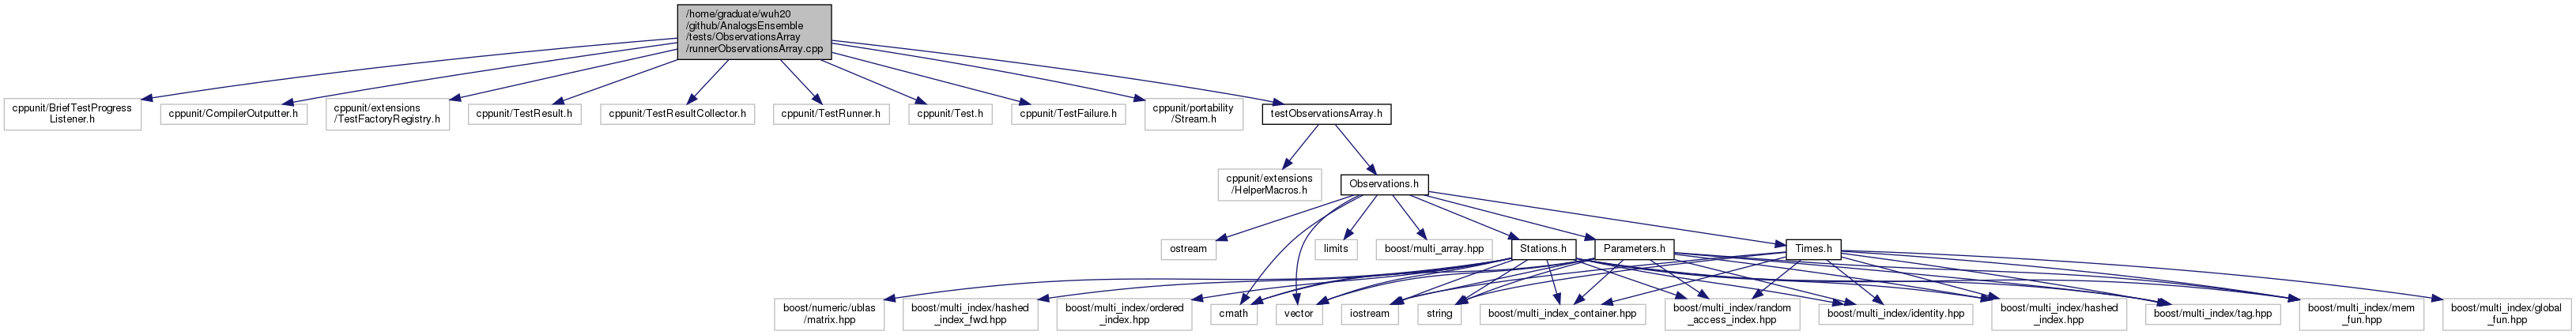 /home/graduate/wuh20
/github/AnalogsEnsemble
/tests/ObservationsArray
/runnerObservationsArray.cpp
cppunit/BriefTestProgress
Listener.h
cppunit/CompilerOutputter.h
cppunit/extensions
/TestFactoryRegistry.h
cppunit/TestResult.h
cppunit/TestResultCollector.h
cppunit/TestRunner.h
cppunit/Test.h
cppunit/TestFailure.h
cppunit/portability
/Stream.h
testObservationsArray.h
cppunit/extensions
/HelperMacros.h
Observations.h
ostream
limits
boost/multi_array.hpp
Stations.h
Parameters.h
Times.h
boost/numeric/ublas
/matrix.hpp
boost/multi_index/hashed
_index_fwd.hpp
boost/multi_index/ordered
_index.hpp
cmath
vector
iostream
string
boost/multi_index_container.hpp
boost/multi_index/random
_access_index.hpp
boost/multi_index/identity.hpp
boost/multi_index/hashed
_index.hpp
boost/multi_index/tag.hpp
boost/multi_index/mem
_fun.hpp
boost/multi_index/global
_fun.hpp